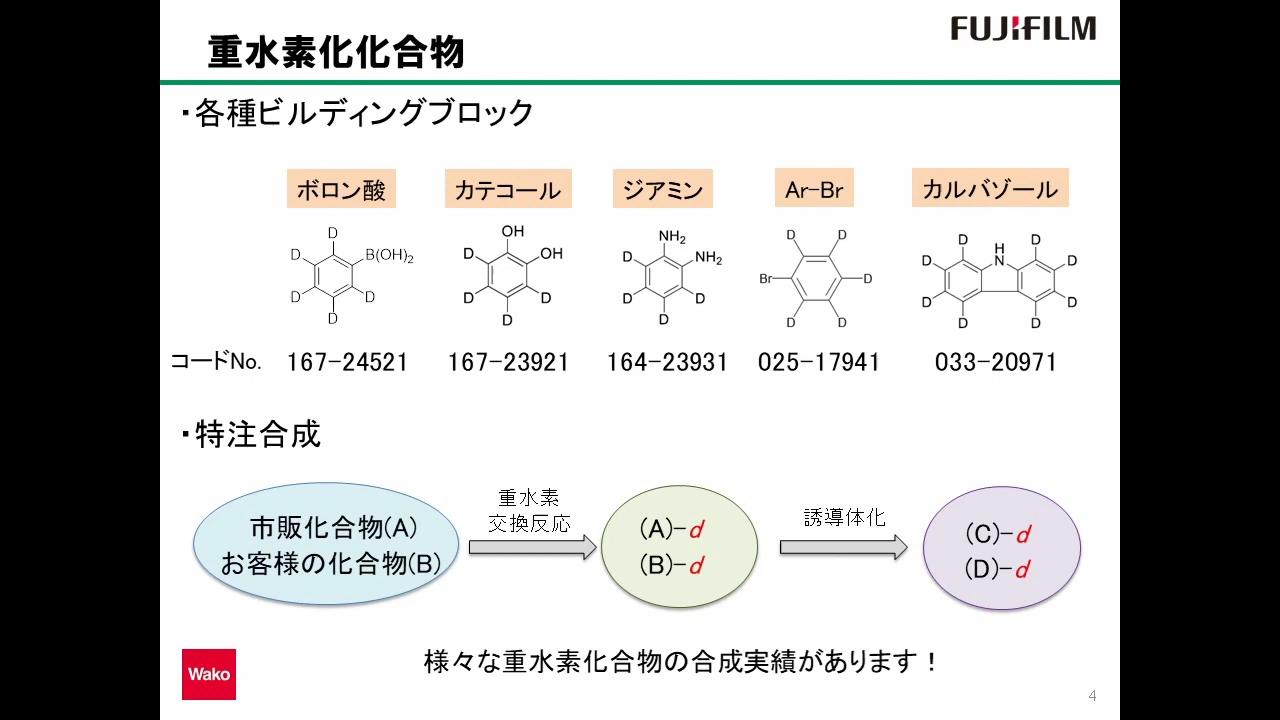 重水素化化合物
FUJIFILM
・各種ビルディングブロック
ボロン酸 カテコール ジアミン Ar-Br カルバゾール
D D B(OH)2 D D D
OH OH D D D D
NH2 NH2 D D D D
D D Br D D D
D H D D N D D D D D
コードNo. 167-24521 167-23921 164-23931 025-17941 033-20971
・特注合成
市販化合物(A)
お客様の化合物(B)
重水素
交換反応
(A)-d
(B)-d
誘導体化
(C)-d
(D)-d
様々な重水素化合物の合成実績があります！
Wako
4